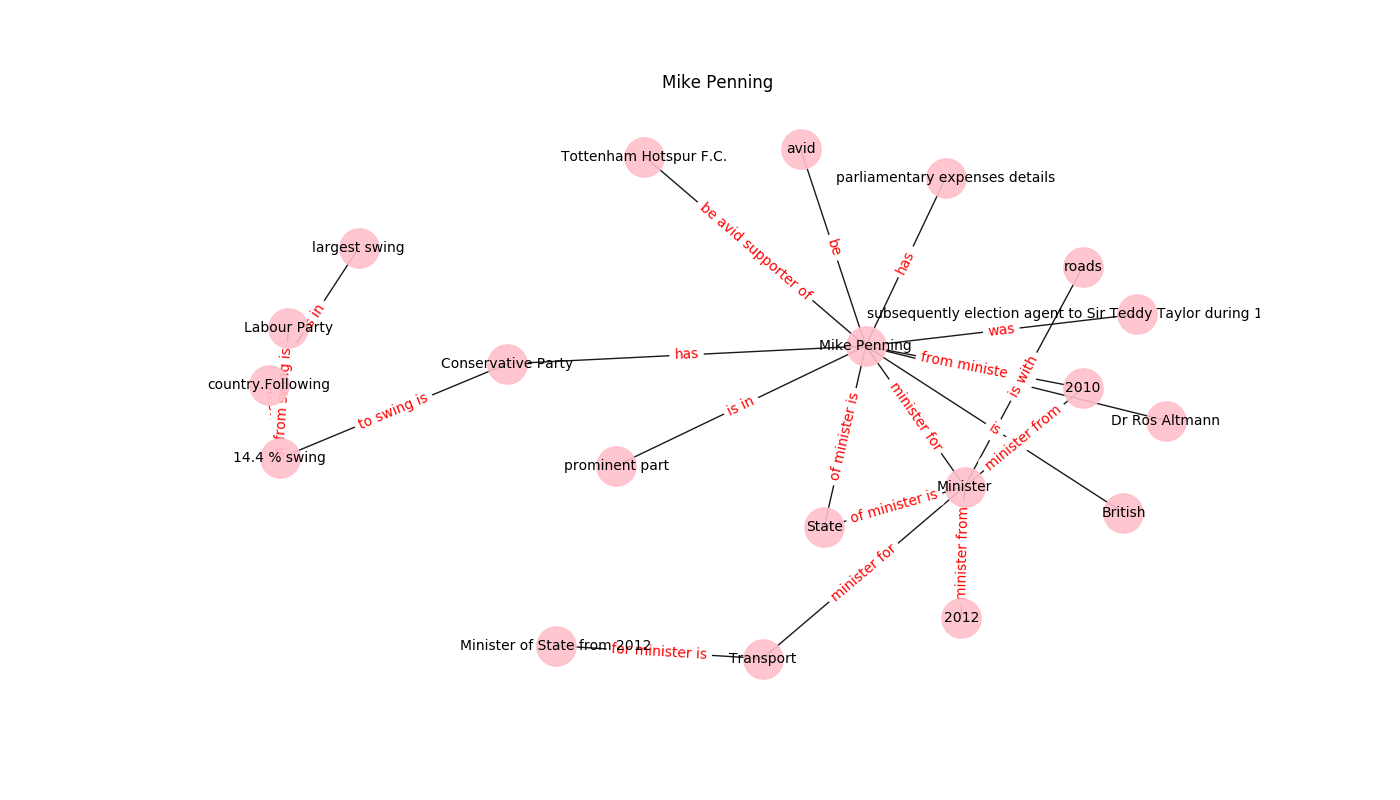 Mike Penning
avid
Tottenham Hotspur F.C.
parliamentary expenses details
be avid supporter of
be
has
largest swing
roads
subsequently election agent to Sir Teddy Taylor during 1
was
in
Labour Party
Mike Penning
has
Conservative Party
from ministe
is with
country.Following
2010
from swing is
to swing is
is in
minister for
Dr Ros Altmann
of minister is
is
minister from
14.4 % swing
prominent part
Minister
of minister is
State
British
minister from
minister for
2012
Minister of State from 2012
for minister is
Transport